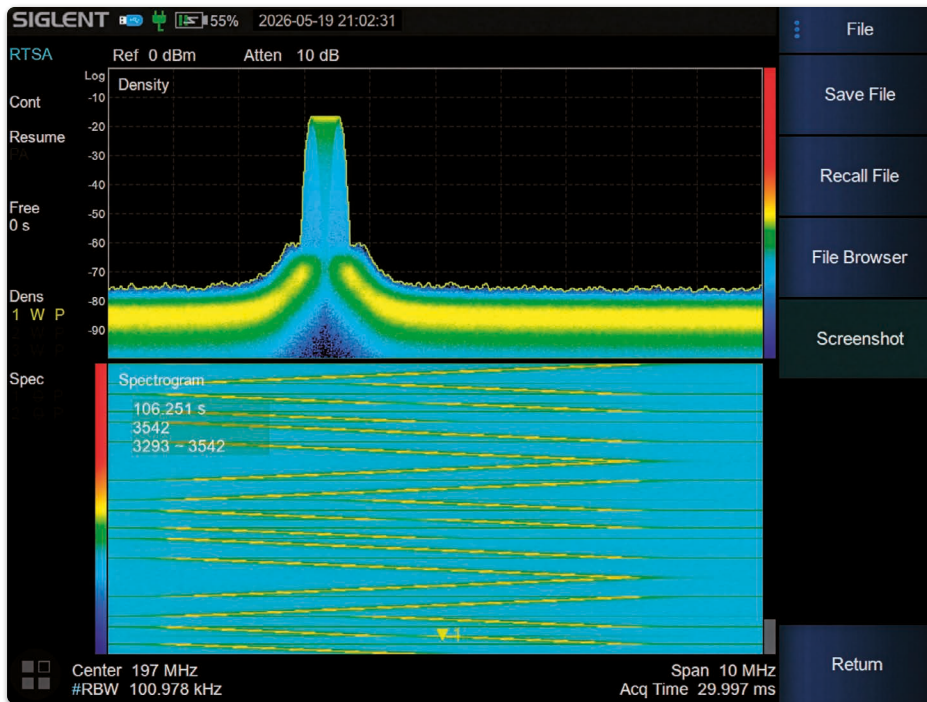 SIGLENT 55% 2026-05-19 21:02:31
File
RTSA
Ref 0 dBm Atten 10 dB
Log
Density
-10
-20
-30
-40
-50
-60
-70
-80
-90
Cont
Resume
PA
Free
0 s
Dens
1 W P
Spec
Spectrogram
106.251 s
3542
3293 ~ 3542
1
Center 197 MHz
Span 10 MHz
#RBW 100.978 kHz
Acq Time 29.997 ms
Save File
Recall File
File Browser
Screenshot
Return